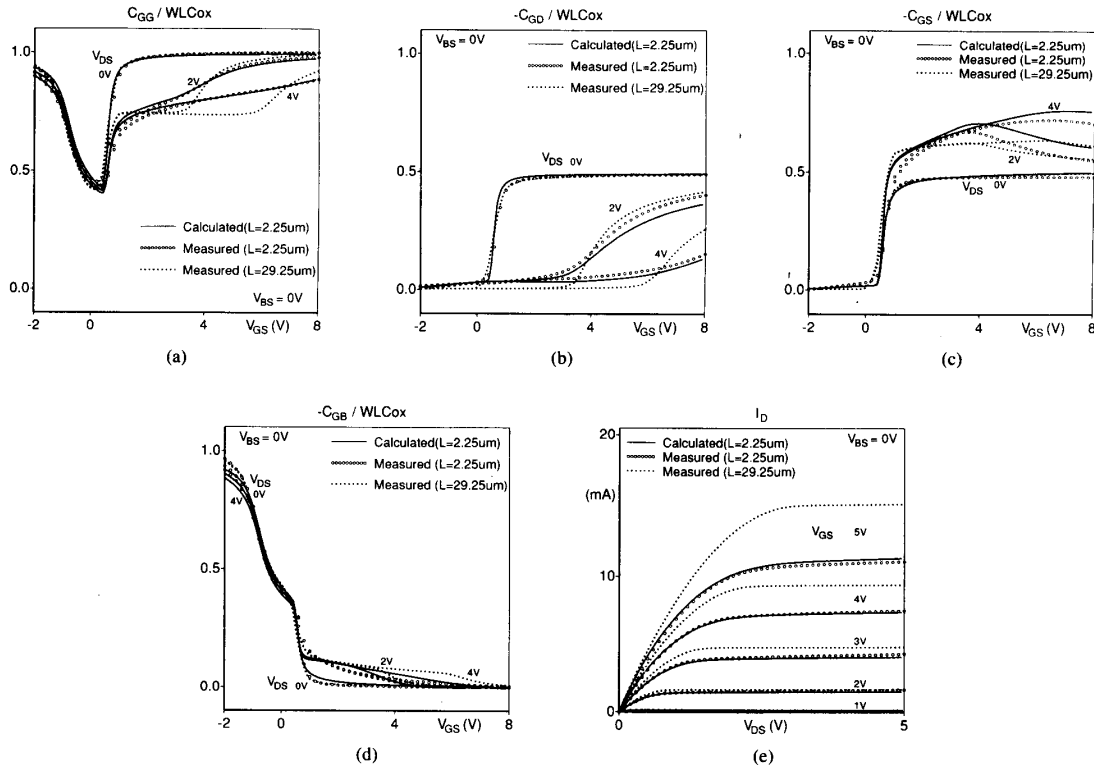 C_GG / WLCox
1.0
V_DS
0V
2V
4V
0.5
Calculated(L=2.25um)
Measured (L=2.25um)
Measured (L=29.25um)
0.0
V_BS = 0V
-2
0
4
8
V_GS (V)
(a)
-C_GD / WLCox
V_BS = 0V
1.0
Calculated(L=2.25um)
Measured (L=2.25um)
Measured (L=29.25um)
V_DS 0V
0.5
2V
4V
0.0
-2
0
4
8
V_GS (V)
(b)
-C_GS / WLCox
V_BS = 0V
1.0
Calculated(L=2.25um)
Measured (L=2.25um)
Measured (L=29.25um)
4V
2V
0.5
V_DS 0V
0.0
-2
0
4
8
V_GS (V)
(c)
-C_GB / WLCox
1.0
V_BS = 0V
Calculated(L=2.25um)
Measured (L=2.25um)
Measured (L=29.25um)
V_DS
0V
4V
0.5
2V
4V
V_DS 0V
0.0
-2
0
4
8
V_GS (V)
(d)
I_D
20
V_BS = 0V
Calculated(L=2.25um)
Measured (L=2.25um)
Measured (L=29.25um)
(mA)
V_GS 5V
10
4V
3V
2V
1V
0
0
V_DS (V)
5
(e)